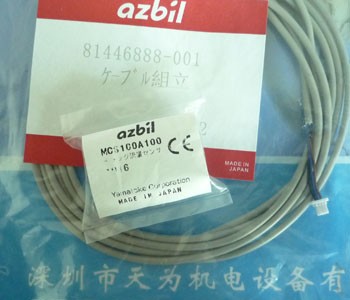 azbil
81446888-001
ケーブル組立
2
MADE IN
JAPAN
azbil
MCS100A100
CE
Yamatake Corporation
MADE IN JAPAN
深圳市天为机电设备有